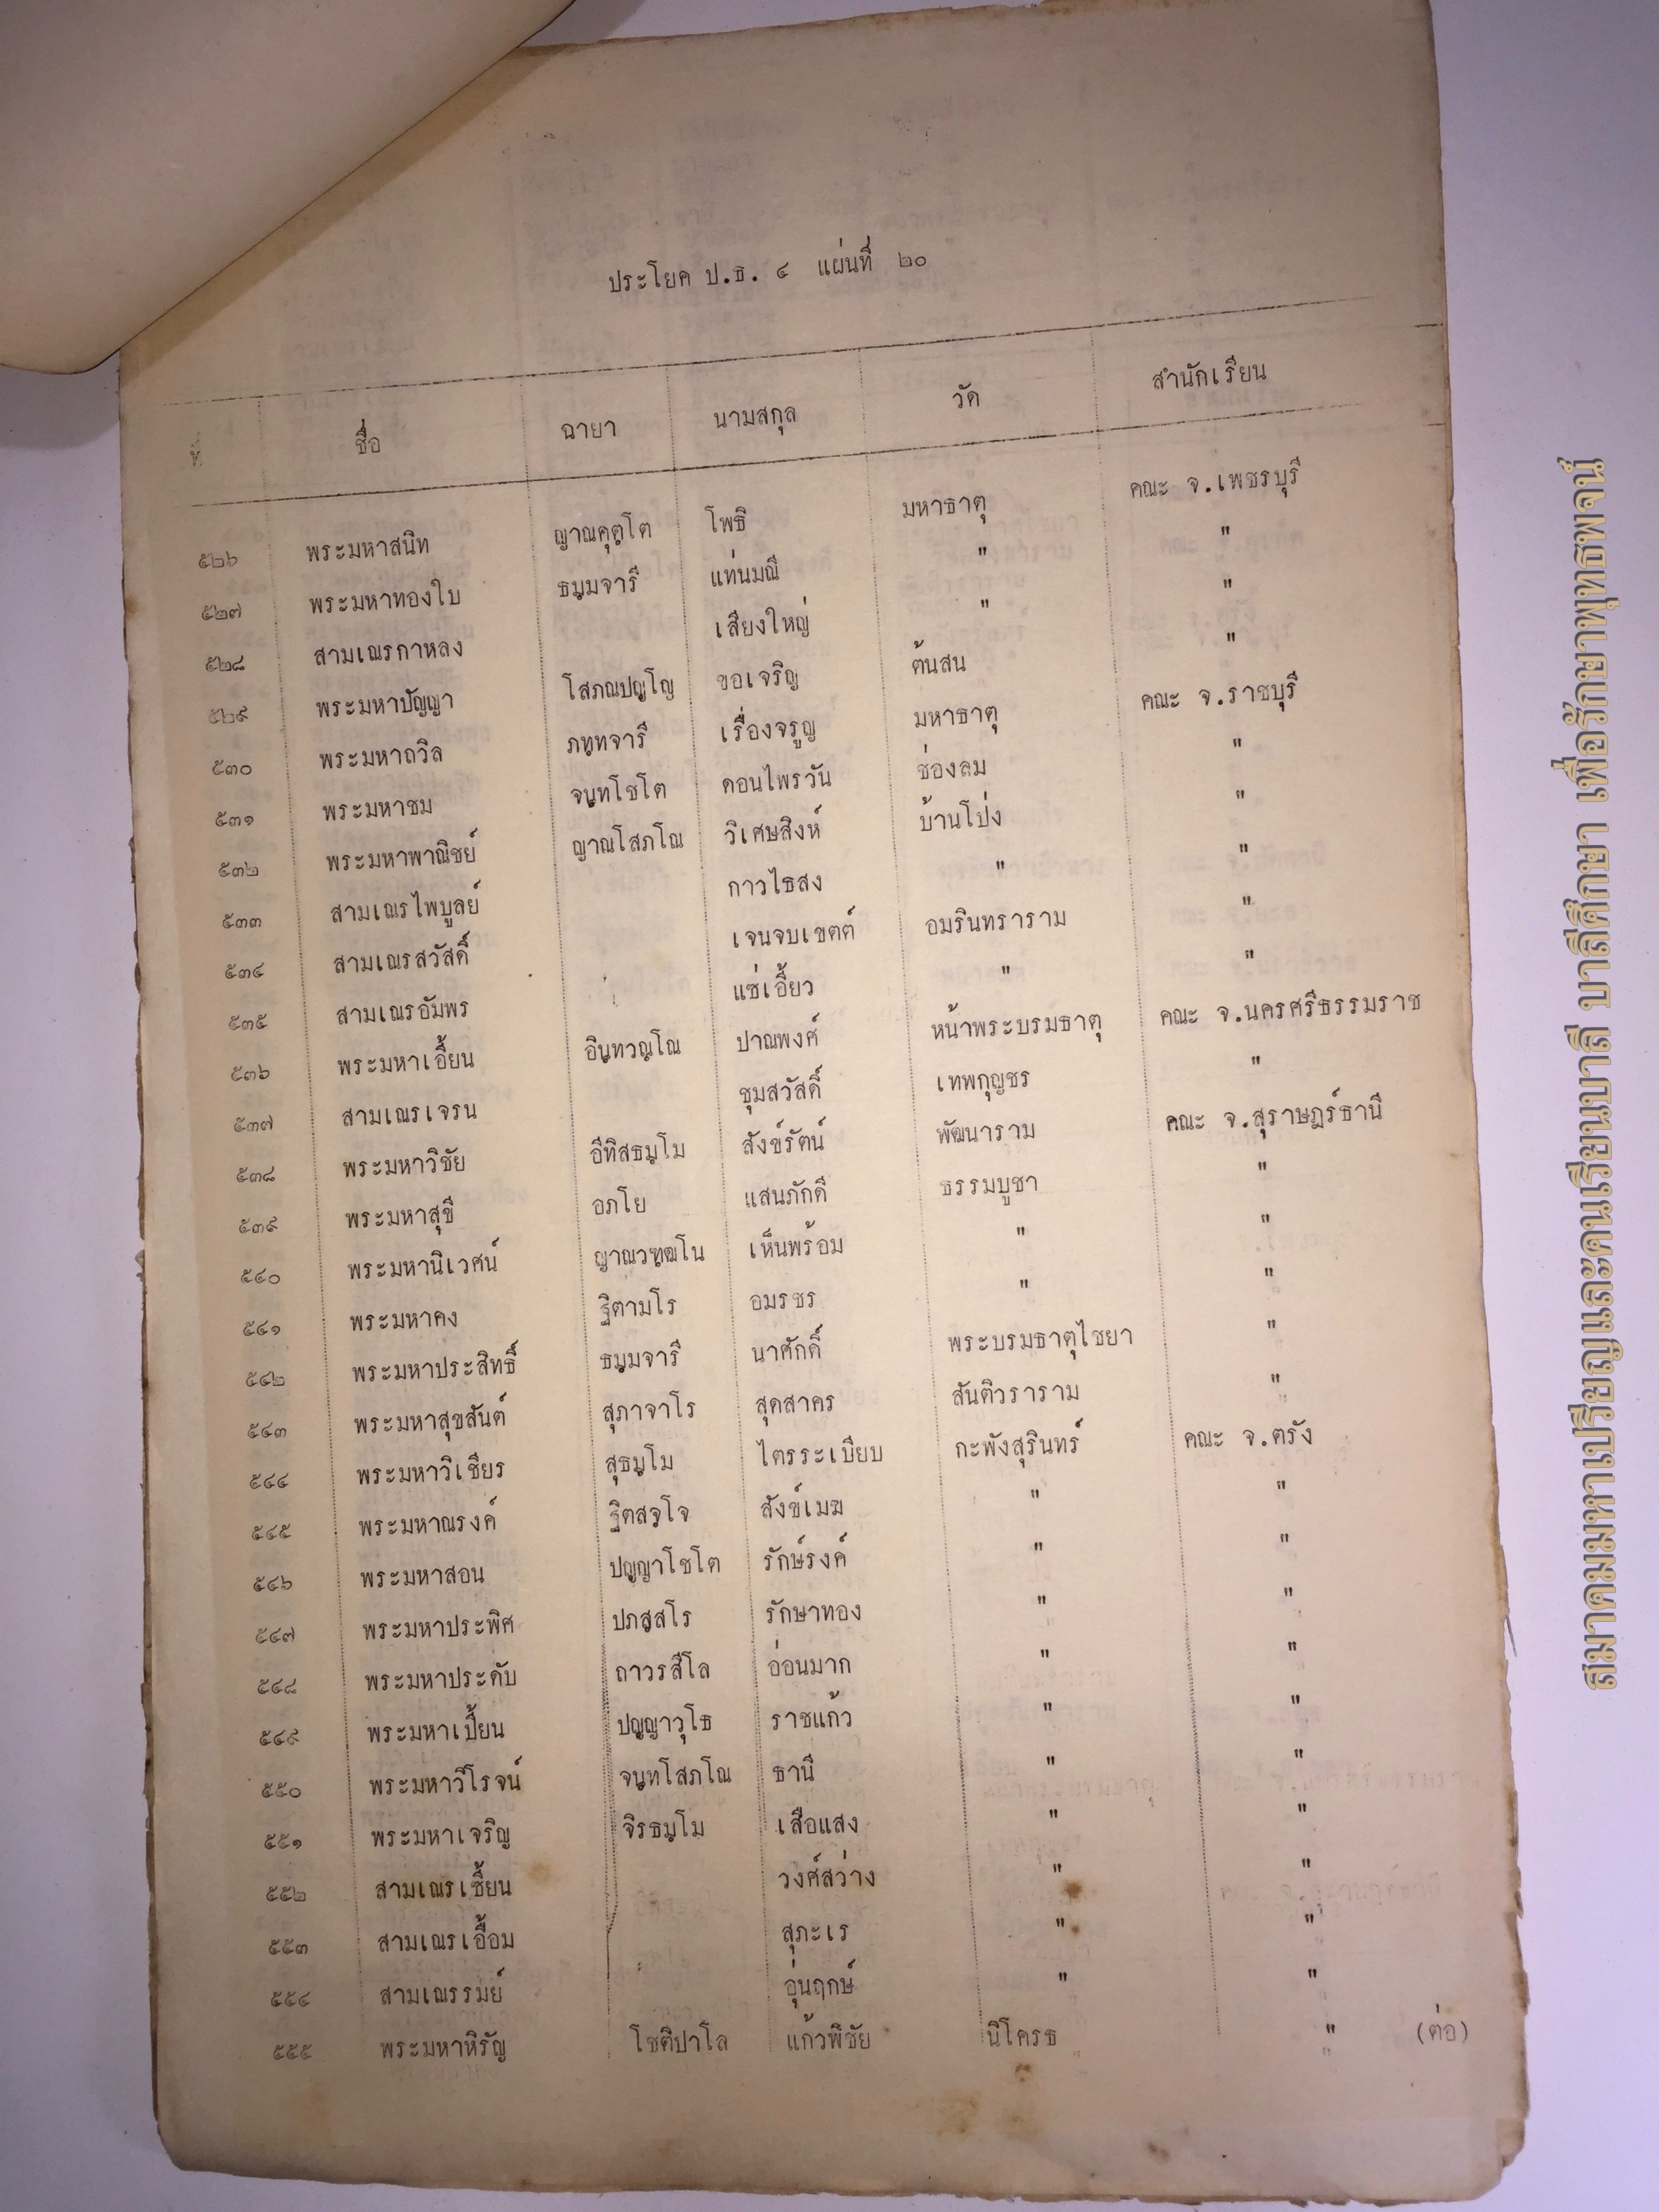 ประโยค ป.ธ. ๔ แผ่นที่ ๒๐
ที่ ชื่อ ฉายา นามสกุล วัด สำนักเรียน
๕๒๖ พระมหาสนิท ญาณคุตฺโต โพธิ มหาธาตุ คณะ จ.เพชรบุรี
๕๒๗ พระมหาทองใบ ธมฺมจารี แท่นมณี " "
๕๒๘ สามเณรกาหลง เสียงใหญ่ " "
๕๒๙ พระมหาปัญญา โสภณปญฺโญ ขอเจริญ ต้นสน "
๕๓๐ พระมหาถวิล ภทฺทจารี เรื่องจรูญ มหาธาตุ คณะ จ.ราชบุรี
๕๓๑ พระมหาชม จนฺทโชโต ดอนไพรวัน ช่องลม "
๕๓๒ พระมหาพาณิชย์ ญาณโสภโณ วิเศษสิงห์ บ้านโป่ง "
๕๓๓ สามเณรไพบูลย์ กาวไธสง " "
๕๓๔ สามเณรสวัสดิ์ เจนจบเขตต์ อมรินทราราม "
๕๓๕ สามเณรอัมพร แซ่เอี้ยว " "
๕๓๖ พระมหาเอี้ยน อินฺทวณฺโณ ปาณพงศ์ หน้าพระบรมธาตุ คณะ จ.นครศรีธรรมราช
๕๓๗ สามเณรเจรน ชุมสวัสดิ์ เทพกุญชร "
๕๓๘ พระมหาวิชัย อีทิสธมฺโม สังข์รัตน์ พัฒนาราม คณะ จ.สุราษฎร์ธานี
๕๓๙ พระมหาสุขี อภโย แสนภักดี ธรรมบูชา "
๕๔๐ พระมหานิเวศน์ ญาณวฑฺฒโน เห็นพร้อม " "
๕๔๑ พระมหาคง ฐิตามโร อมรชร " "
๕๔๒ พระมหาประสิทธิ์ ธมฺมจารี นาศักดิ์ พระบรมธาตุไชยา "
๕๔๓ พระมหาสุขสันต์ สุภาจาโร สุดสาคร สันติวราราม "
๕๔๔ พระมหาวิเชียร สุธมฺโม ไตรระเบียบ กะพังสุรินทร์ คณะ จ.ตรัง
๕๔๕ พระมหาณรงค์ ฐิตสจฺโจ สังข์เมฆ " "
๕๔๖ พระมหาสอน ปญฺญาโชโต รักษ์รงค์ " "
๕๔๗ พระมหาประพิศ ปภสฺสโร รักษาทอง " "
๕๔๘ พระมหาประดับ ถาวรสีโล อ่อนมาก " "
๕๔๙ พระมหาเปี้ยน ปญฺญาวุโธ ราชแก้ว " "
๕๕๐ พระมหาวิโรจน์ จนฺทโสภโณ ธานี " "
๕๕๑ พระมหาเจริญ จิรธมฺโม เสือแสง " "
๕๕๒ สามเณรเชี้ยน วงศ์สว่าง " "
๕๕๓ สามเณรเอื้อม สุภะเร " "
๕๕๔ สามเณรรมย์ อุ่นฤกษ์ " "
๕๕๕ พระมหาหิรัญ โชติปาโล แก้วพิชัย นิโครธ " (ต่อ)
สมาคมมหาเปรียญและคนเรียนบาลี บาลีศึกษา เพื่อรักษาพุทธพจน์